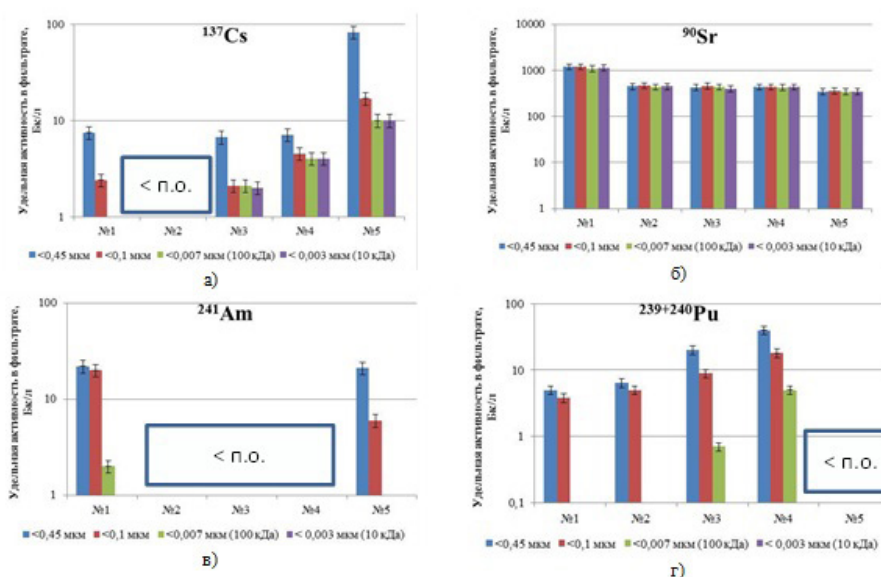 Удельная активность в фильтрате,
Бк/л
137Cs
100
10
1
< п.о.
№1 №2 №3 №4 №5
<0,45 мкм <0,1 мкм <0,007 мкм (100 кДа) < 0,003 мкм (10 кДа)
а)
Удельная активность в фильтрате,
Бк/л
90Sr
10000
1000
100
10
1
№1 №2 №3 №4 №5
<0,45 мкм <0,1 мкм <0,007 мкм (100 кДа) < 0,003 мкм (10 кДа)
б)
Удельная активность в фильтрате,
Бк/л
241Am
100
10
1
< п.о.
№1 №2 №3 №4 №5
<0,45 мкм <0,1 мкм <0,007 мкм (100 кДа) < 0,003 мкм (10 кДа)
в)
Удельная активность в фильтрате,
Бк/л
239+240Pu
100
10
1
0,1
< п.о.
№1 №2 №3 №4 №5
<0,45 мкм <0,1 мкм <0,007 мкм (100 кДа) < 0,003 мкм (10 кДа)
г)